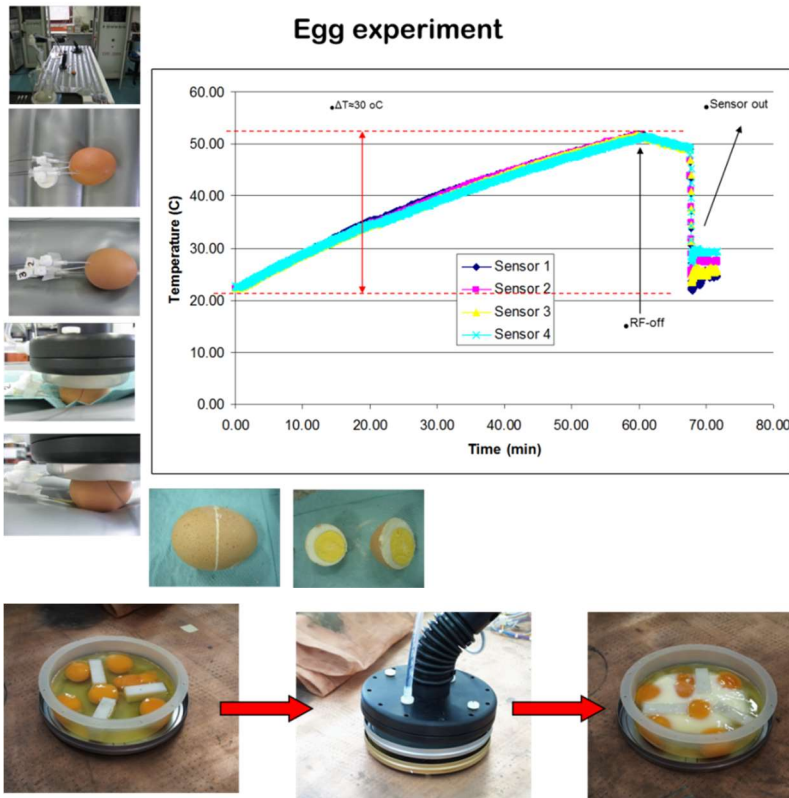 Egg experiment
60.00
50.00
40.00
30.00
20.00
10.00
0.00
Temperature (C)
•ΔT≈30 oC
•Sensor out
Sensor 1
Sensor 2
Sensor 3
Sensor 4
•RF-off
0.00 10.00 20.00 30.00 40.00 50.00 60.00 70.00 80.00
Time (min)